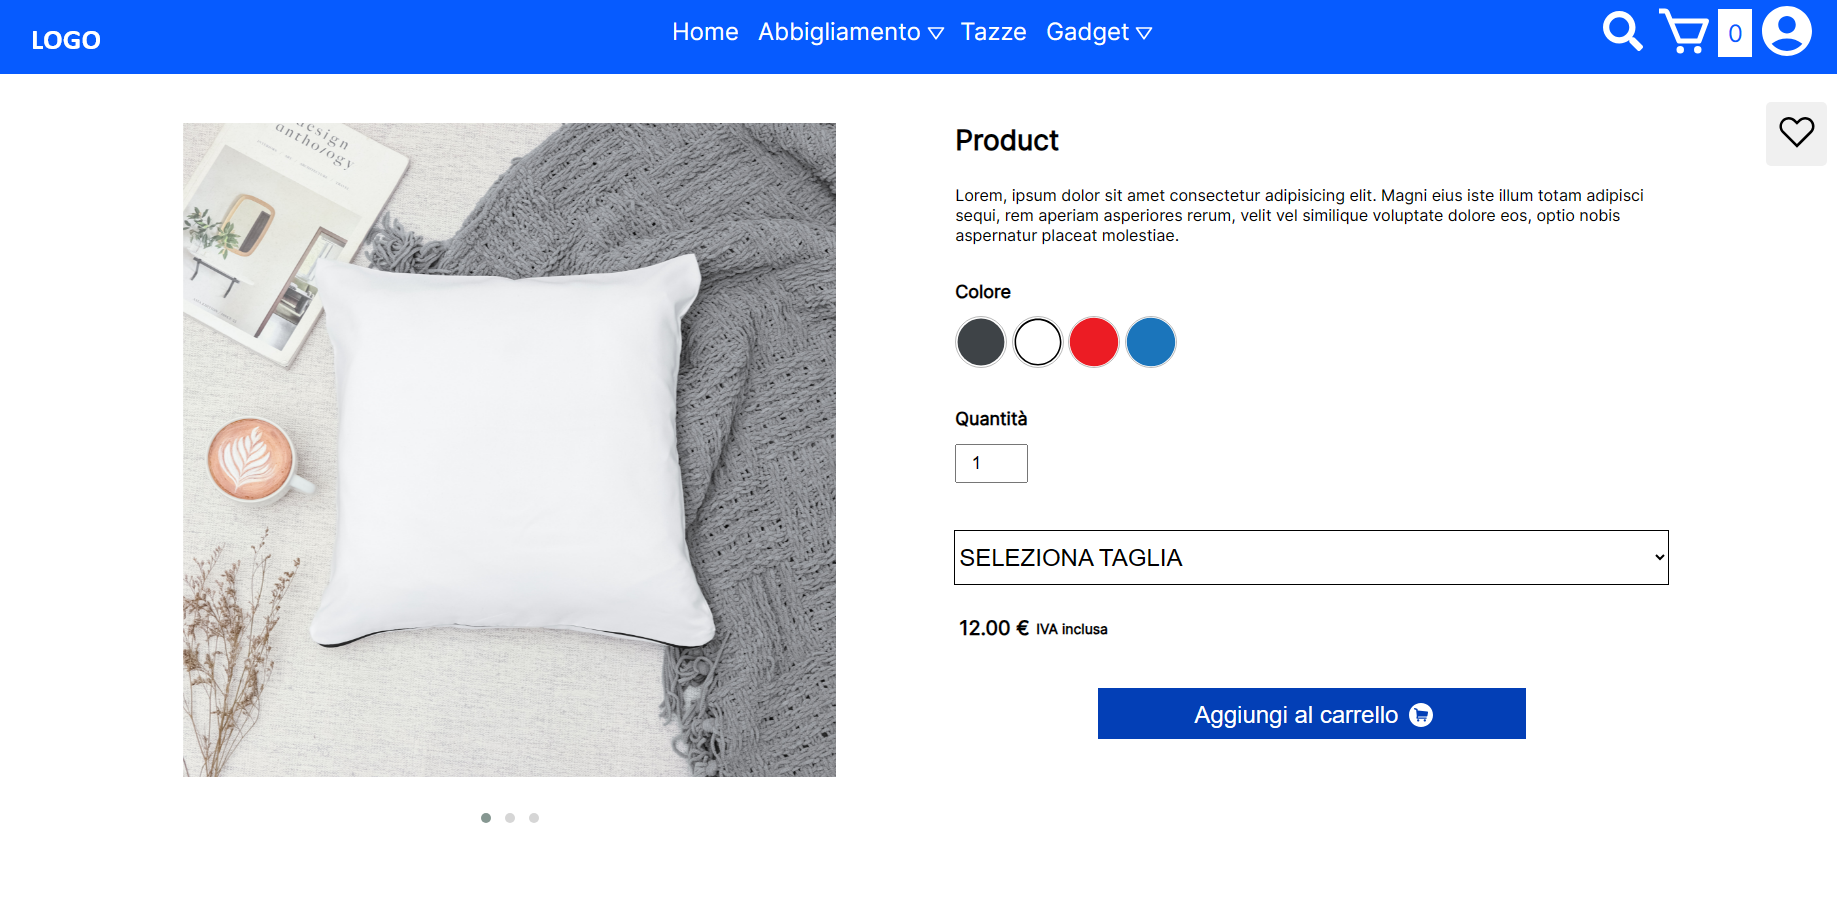 LOGO
Home Abbigliamento Tazze Gadget
0
design
anthology
Product
Lorem, ipsum dolor sit amet consectetur adipisicing elit. Magni eius iste illum totam adipisci
sequi, rem aperiam asperiores rerum, velit vel similique voluptate dolore eos, optio nobis
aspernatur placeat molestiae.
Colore
Quantità
1
SELEZIONA TAGLIA
12.00 € IVA inclusa
Aggiungi al carrello